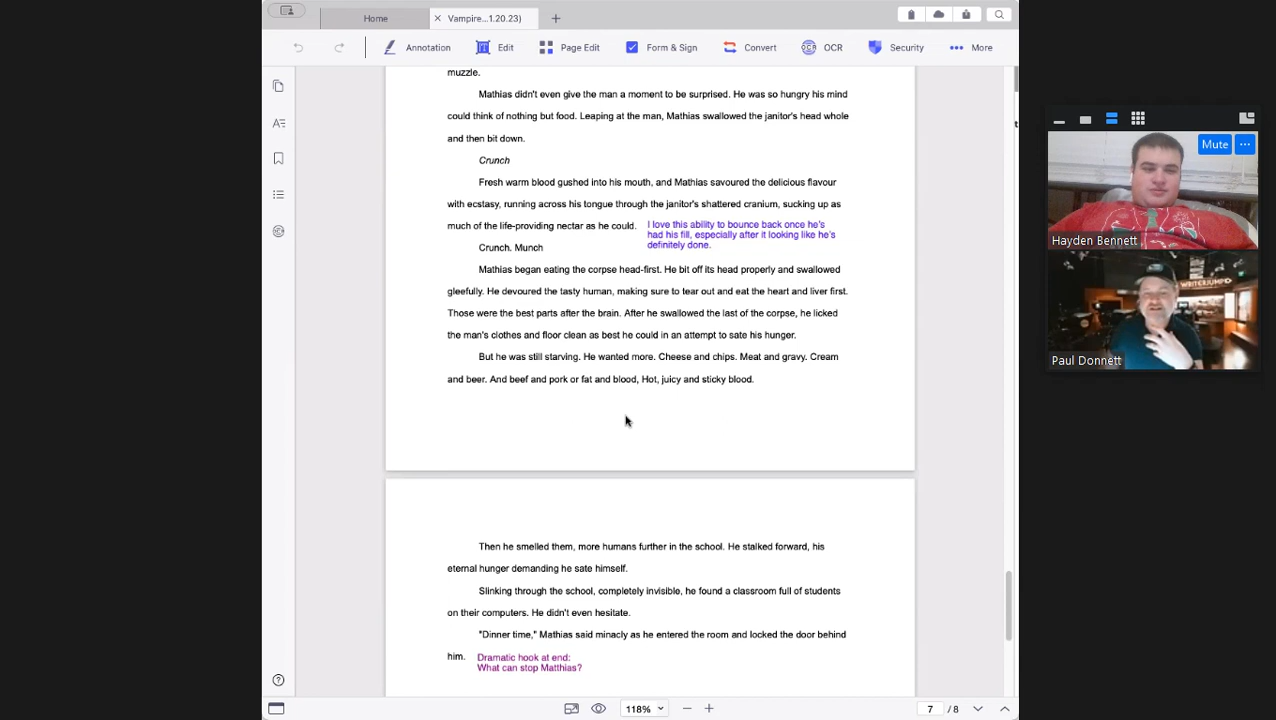 Home
Vampire...1.20.23)
Annotation
Edit
Page Edit
Form & Sign
Convert
OCR
OCR
Security
More
muzzle.
Mathias didn't even give the man a moment to be surprised. He was so hungry his mind
could think of nothing but food. Leaping at the man, Mathias swallowed the janitor's head whole
and then bit down.
Crunch
Fresh warm blood gushed into his mouth, and Mathias savoured the delicious flavour
with ecstasy, running across his tongue through the janitor's shattered cranium, sucking up as
much of the life-providing nectar as he could.
I love this ability to bounce back once he's
had his fill, especially after it looking like he's
definitely done.
Crunch. Munch
Mathias began eating the corpse head-first. He bit off its head properly and swallowed
gleefully. He devoured the tasty human, making sure to tear out and eat the heart and liver first.
Those were the best parts after the brain. After he swallowed the last of the corpse, he licked
the man's clothes and floor clean as best he could in an attempt to sate his hunger.
But he was still starving. He wanted more. Cheese and chips. Meat and gravy. Cream
and beer. And beef and pork or fat and blood, Hot, juicy and sticky blood.
Then he smelled them, more humans further in the school. He stalked forward, his
eternal hunger demanding he sate himself.
Slinking through the school, completely invisible, he found a classroom full of students
on their computers. He didn't even hesitate.
"Dinner time," Mathias said minacly as he entered the room and locked the door behind
him.
Dramatic hook at end:
What can stop Matthias?
118%
7 / 8
Mute
Hayden Bennett
WRITERJUMP
Paul Donnett